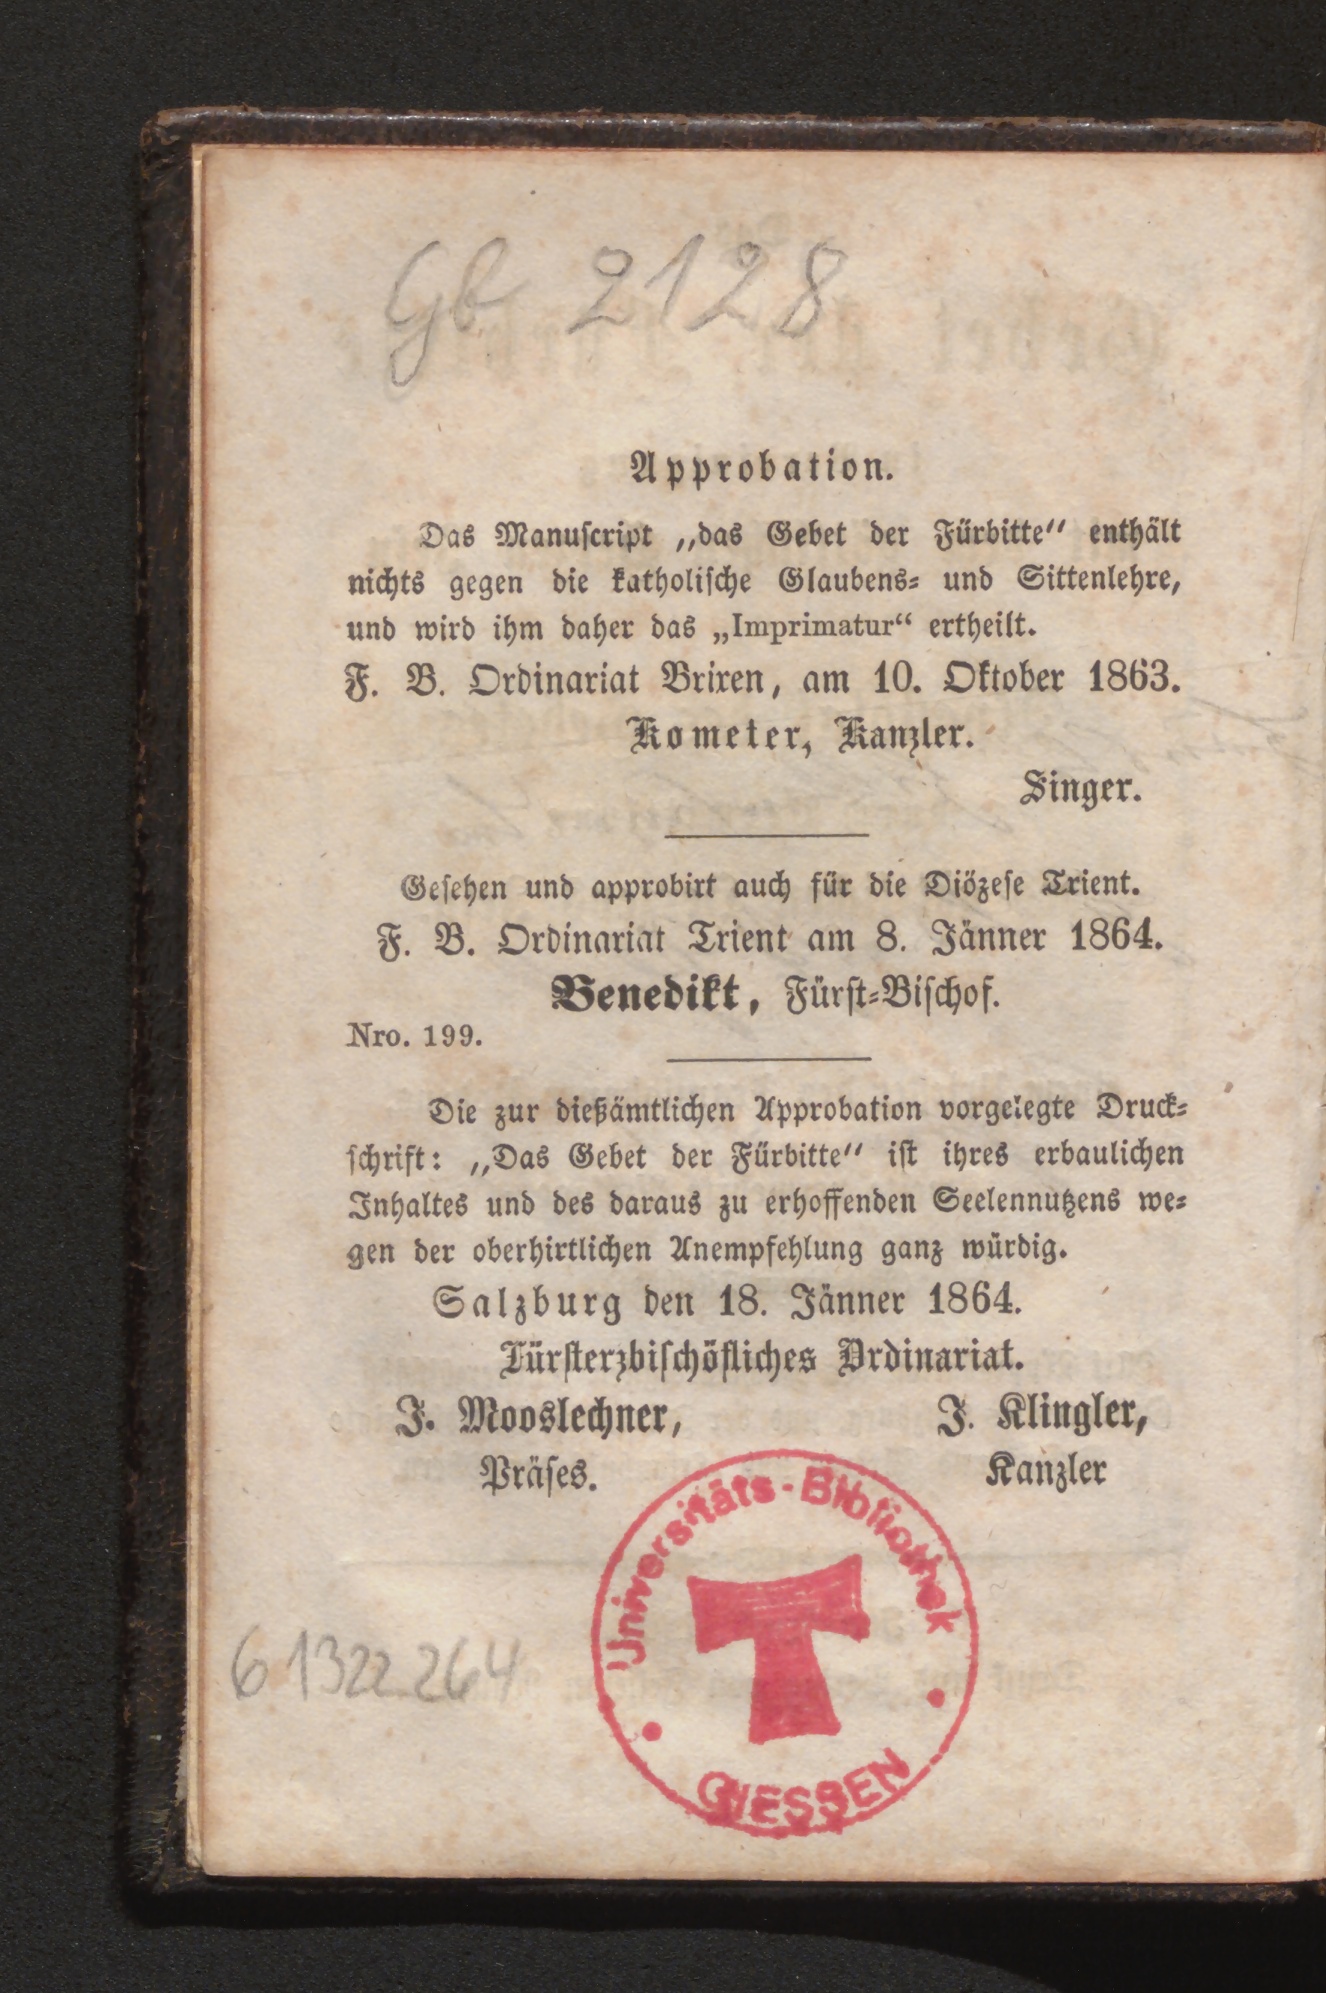 Gb 2128
Approbation.
Das Manuscript „das Gebet der Fürbitte“ enthält
nichts gegen die katholische Glaubens= und Sittenlehre,
und wird ihm daher das „Imprimatur“ ertheilt.
F. B. Ordinariat Brixen, am 10. Oktober 1863.
Kometer, Kanzler.
Singer.
Gesehen und approbirt auch für die Diözese Trient.
F. B. Ordinariat Trient am 8. Jänner 1864.
Benedikt, Fürst=Bischof.
Nro. 199.
Die zur dießämtlichen Approbation vorgelegte Druck=
schrift: „Das Gebet der Fürbitte“ ist ihres erbaulichen
Inhaltes und des daraus zu erhoffenden Seelennutzens we=
gen der oberhirtlichen Anempfehlung ganz würdig.
Salzburg den 18. Jänner 1864.
Fürsterzbischöfliches Ordinariat.
J. Mooslechner, J. Klingler,
Präses. Kanzler
Universitäts-Bibliothek
GIESSEN
61322264